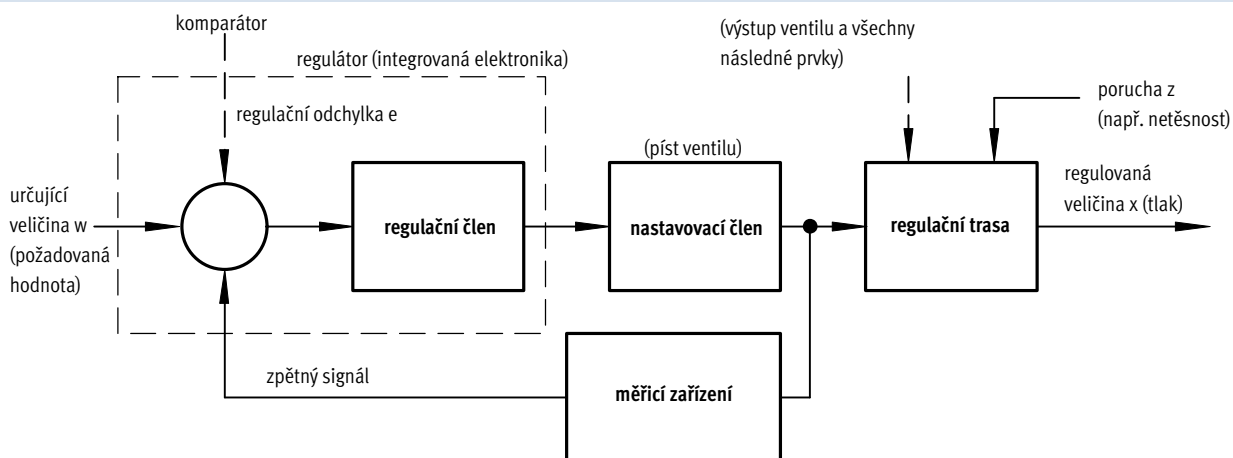 komparátor
regulátor (integrovaná elektronika)
(výstup ventilu a všechny
následné prvky)
porucha z
(např. netěsnost)
regulační odchylka e
(píst ventilu)
určující
veličina w
(požadovaná
hodnota)
regulační člen
nastavovací člen
regulační trasa
regulovaná
veličina x (tlak)
zpětný signál
měřicí zařízení